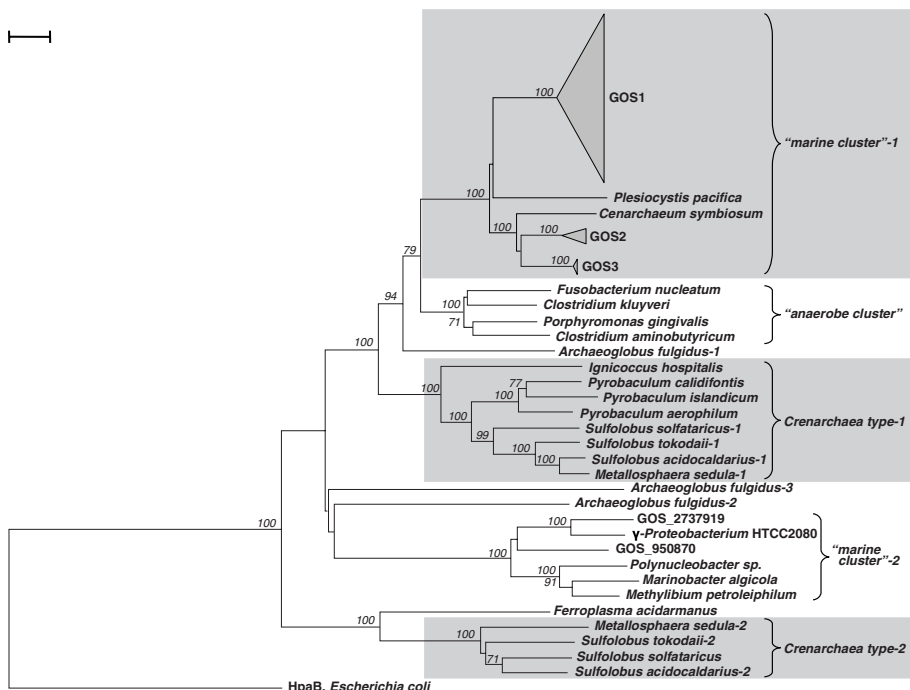 100
GOS1
"marine cluster"-1
100
Plesiocystis pacifica
Cenarchaeum symbiosum
100
100
GOS2
100
GOS3
79
Fusobacterium nucleatum
94
100
Clostridium kluyveri
"anaerobe cluster"
71
Porphyromonas gingivalis
Clostridium aminobutyricum
100
Archaeoglobus fulgidus-1
Ignicoccus hospitalis
77
Pyrobaculum calidifontis
100
100
Pyrobaculum islandicum
Pyrobaculum aerophilum
100
Crenarchaea type-1
99
Sulfolobus solfataricus-1
Sulfolobus tokodaii-1
100
100
Sulfolobus acidocaldarius-1
Metallosphaera sedula-1
Archaeoglobus fulgidus-3
Archaeoglobus fulgidus-2
100
100
GOS_2737919
γ-Proteobacterium HTCC2080
100
GOS_950870
"marine
cluster"-2
100
Polynucleobacter sp.
91
Marinobacter algicola
Methylibium petroleiphilum
100
Ferroplasma acidarmanus
100
Metallosphaera sedula-2
Sulfolobus tokodaii-2
Crenarchaea type-2
71
Sulfolobus solfataricus
Sulfolobus acidocaldarius-2
HpaB, Escherichia coli